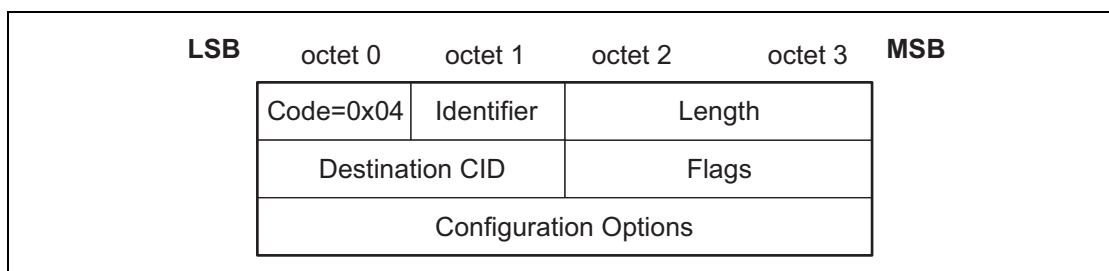 LSB octet 0 octet 1 octet 2 octet 3 MSB
Code=0x04 Identifier Length
Destination CID Flags
Configuration Options